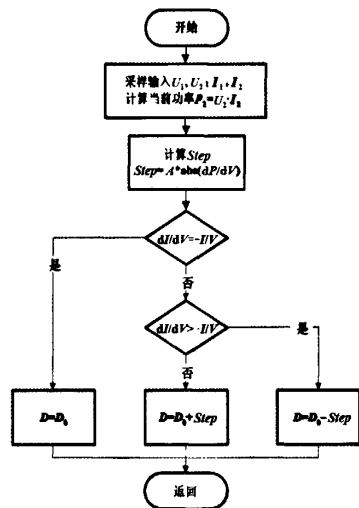 开始
采样输入U₁,U₂;I₁,I₂
计算当前功率P₂=U₂·I₂
计算Step
Step=A*abs(dP/dV)
dI/dV=-I/V
是
否
dI/dV>-I/V
是
否
D=D₀
D=D₀+Step
D=D₀-Step
返回